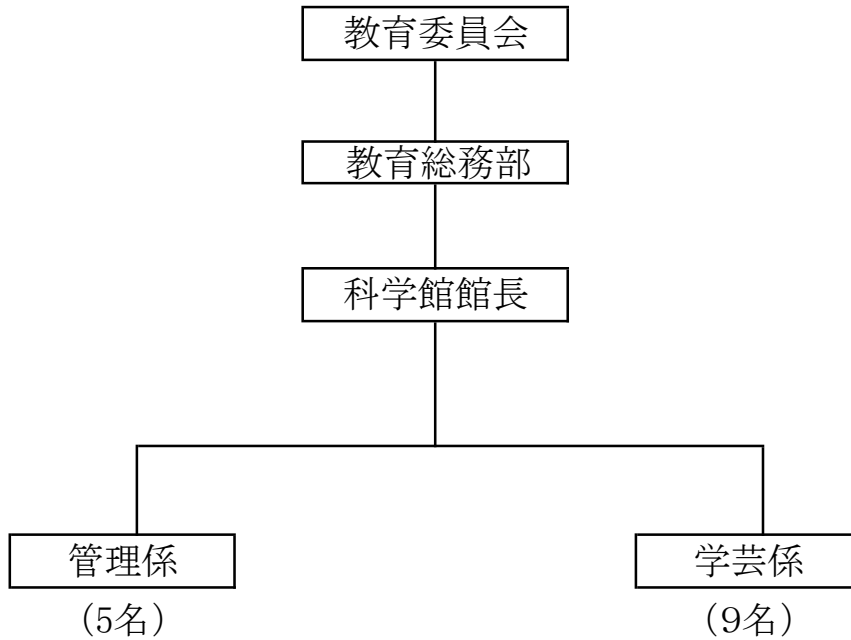 教育委員会
教育総務部
科学館館長
管理係
学芸係
（5名）
（9名）